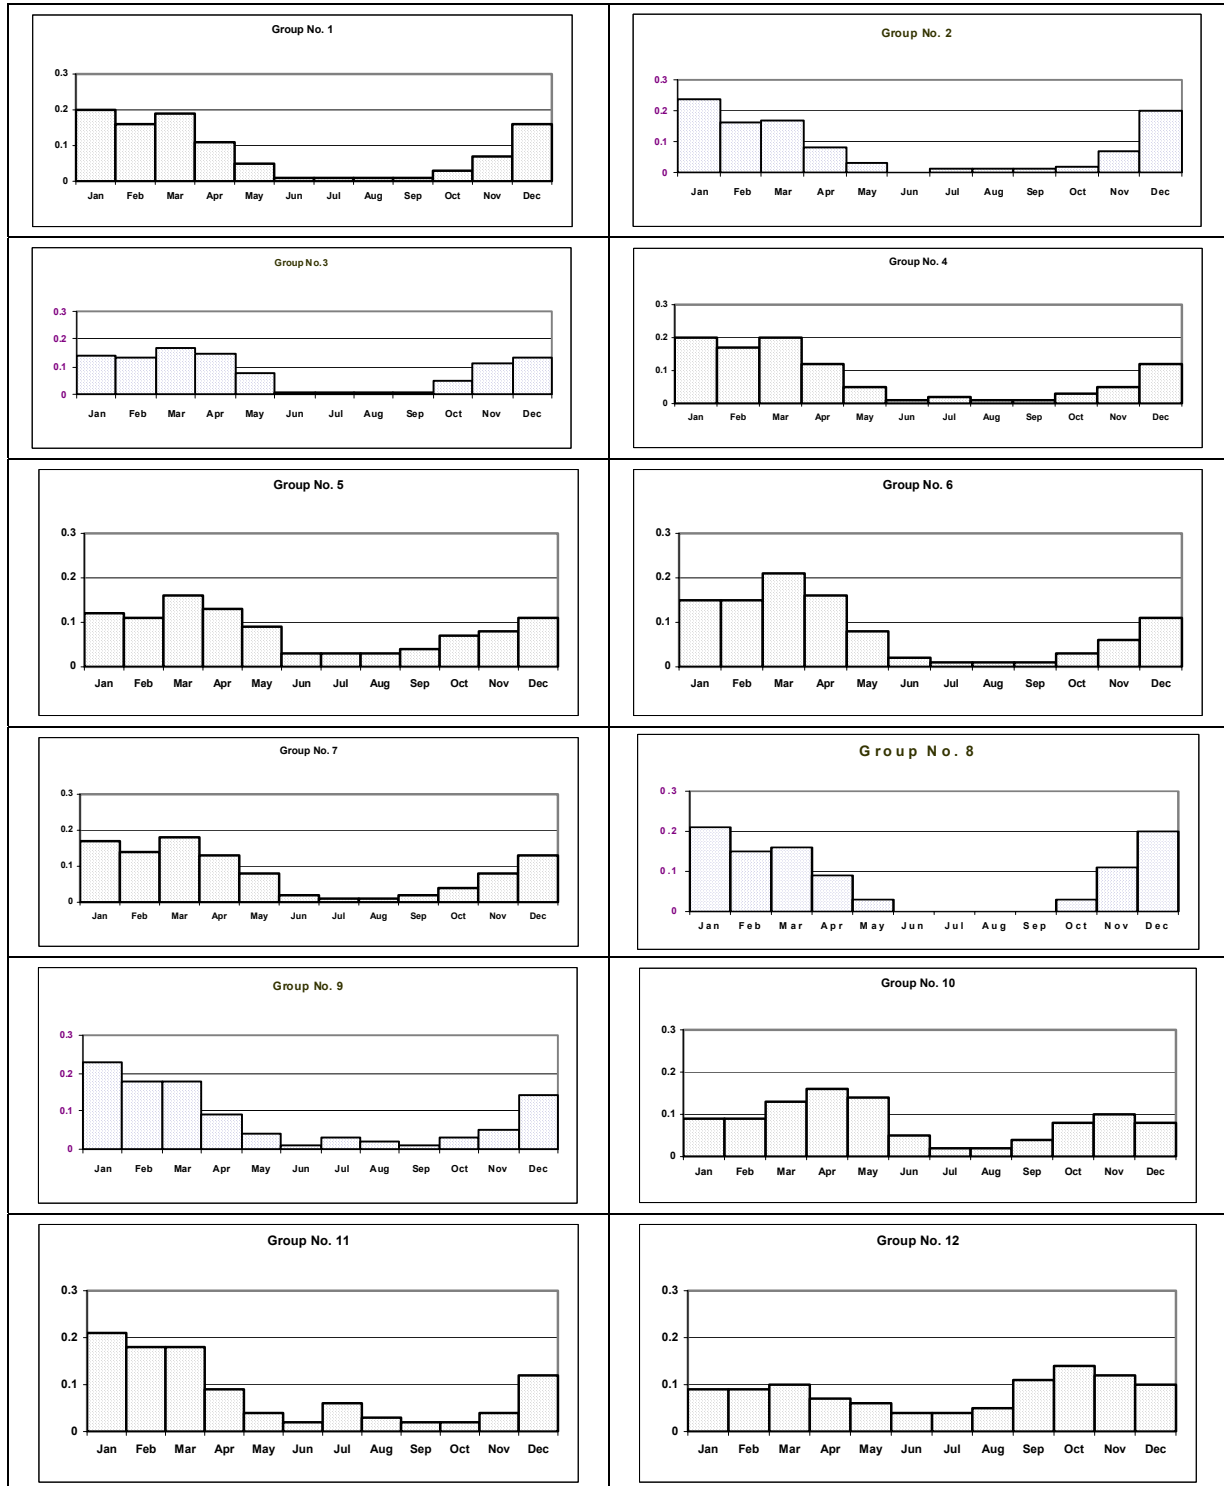 Group No. 1
0.3
0.2
0.1
0
Jan Feb Mar Apr May Jun Jul Aug Sep Oct Nov Dec
Group No. 2
0.3
0.2
0.1
0
Jan Feb Mar Apr May Jun Jul Aug Sep Oct Nov Dec
Group No.3
0.3
0.2
0.1
0
Jan Feb Mar Apr May Jun Jul Aug Sep Oct Nov Dec
Group No. 4
0.3
0.2
0.1
0
Jan Feb Mar Apr May Jun Jul Aug Sep Oct Nov Dec
Group No. 5
0.3
0.2
0.1
0
Jan Feb Mar Apr May Jun Jul Aug Sep Oct Nov Dec
Group No. 6
0.3
0.2
0.1
0
Jan Feb Mar Apr May Jun Jul Aug Sep Oct Nov Dec
Group No. 7
0.3
0.2
0.1
0
Jan Feb Mar Apr May Jun Jul Aug Sep Oct Nov Dec
Group No. 8
0.3
0.2
0.1
0
Jan Feb Mar Apr May Jun Jul Aug Sep Oct Nov Dec
Group No. 9
0.3
0.2
0.1
0
Jan Feb Mar Apr May Jun Jul Aug Sep Oct Nov Dec
Group No. 10
0.3
0.2
0.1
0
Jan Feb Mar Apr May Jun Jul Aug Sep Oct Nov Dec
Group No. 11
0.3
0.2
0.1
0
Jan Feb Mar Apr May Jun Jul Aug Sep Oct Nov Dec
Group No. 12
0.3
0.2
0.1
0
Jan Feb Mar Apr May Jun Jul Aug Sep Oct Nov Dec